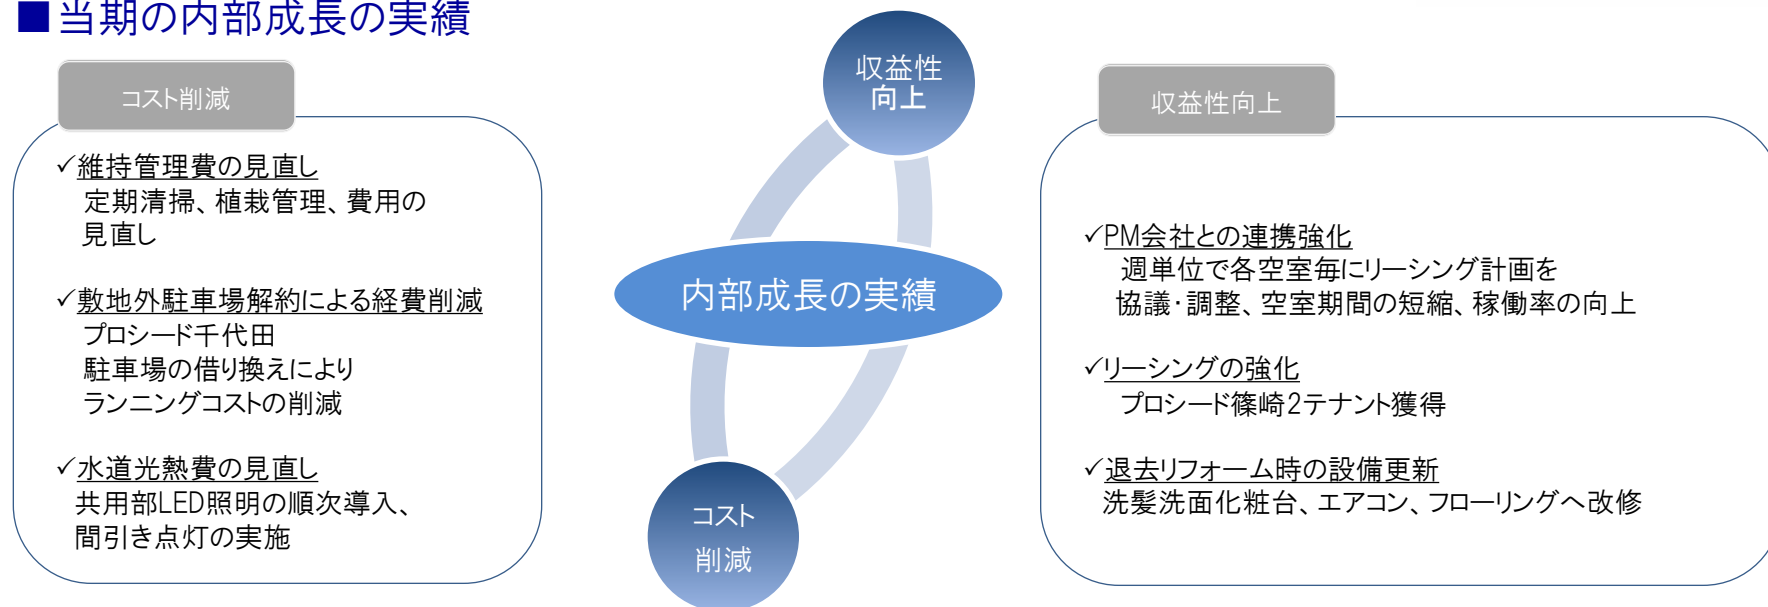 ■当期の内部成長の実績
コスト削減
✓維持管理費の見直し
定期清掃、植栽管理、費用の
見直し
✓敷地外駐車場解約による経費削減
プロシード千代田
駐車場の借り換えにより
ランニングコストの削減
✓水道光熱費の見直し
共用部LED照明の順次導入、
間引き点灯の実施
収益性
向上
内部成長の実績
コスト
削減
収益性向上
✓PM会社との連携強化
週単位で各空室毎にリーシング計画を
協議・調整、空室期間の短縮、稼働率の向上
✓リーシングの強化
プロシード篠崎2テナント獲得
✓退去リフォーム時の設備更新
洗髪洗面化粧台、エアコン、フローリングへ改修